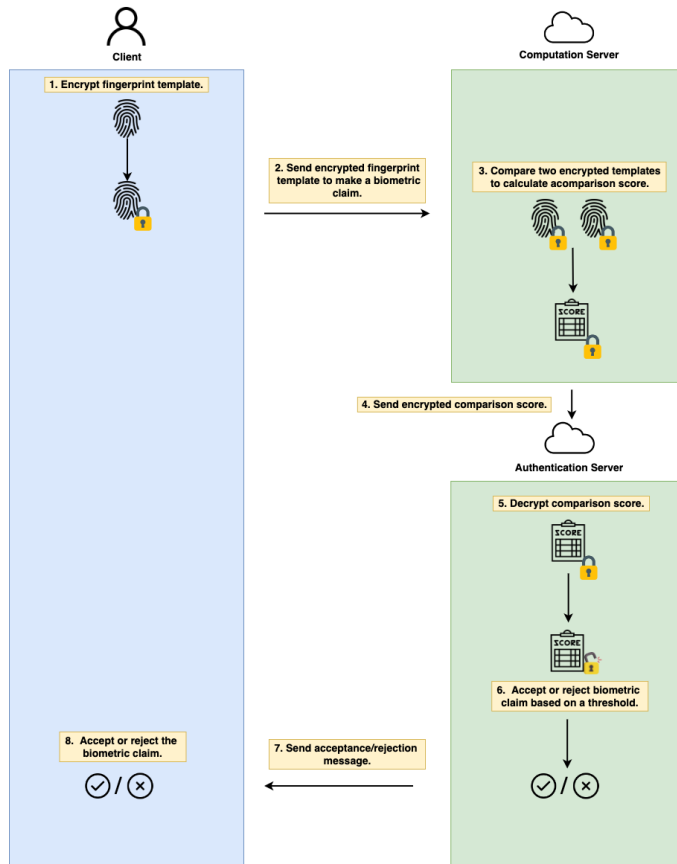 Client
Computation Server
1. Encrypt fingerprint template.
2. Send encrypted fingerprint
template to make a biometric
claim.
3. Compare two encrypted templates
to calculate acomparison score.
SCORE
4. Send encrypted comparison score.
Authentication Server
5. Decrypt comparison score.
SCORE
SCORE
6. Accept or reject biometric
claim based on a threshold.
8. Accept or reject the
biometric claim.
/
7. Send acceptance/rejection
message.
/